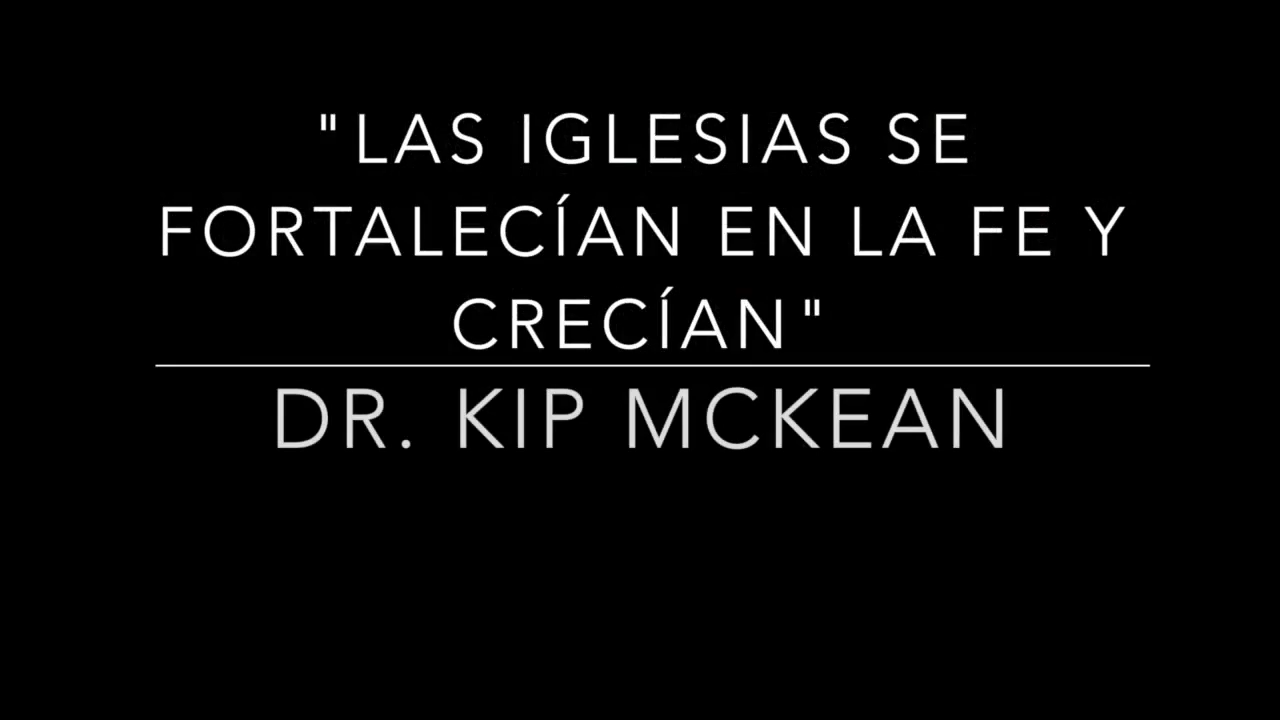 "LAS IGLESIAS SE
FORTALECÍAN EN LA FE Y
CRECÍAN"
DR. KIP MCKEAN